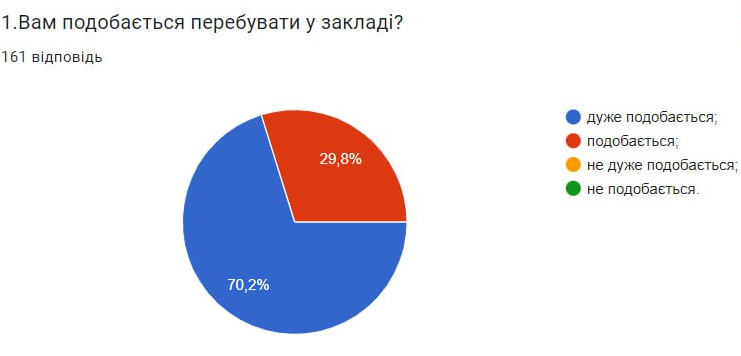 1.Вам подобається перебувати у закладі?
161 відповідь
дуже подобається;
подобається;
не дуже подобається;
не подобається.
29,8%
70,2%